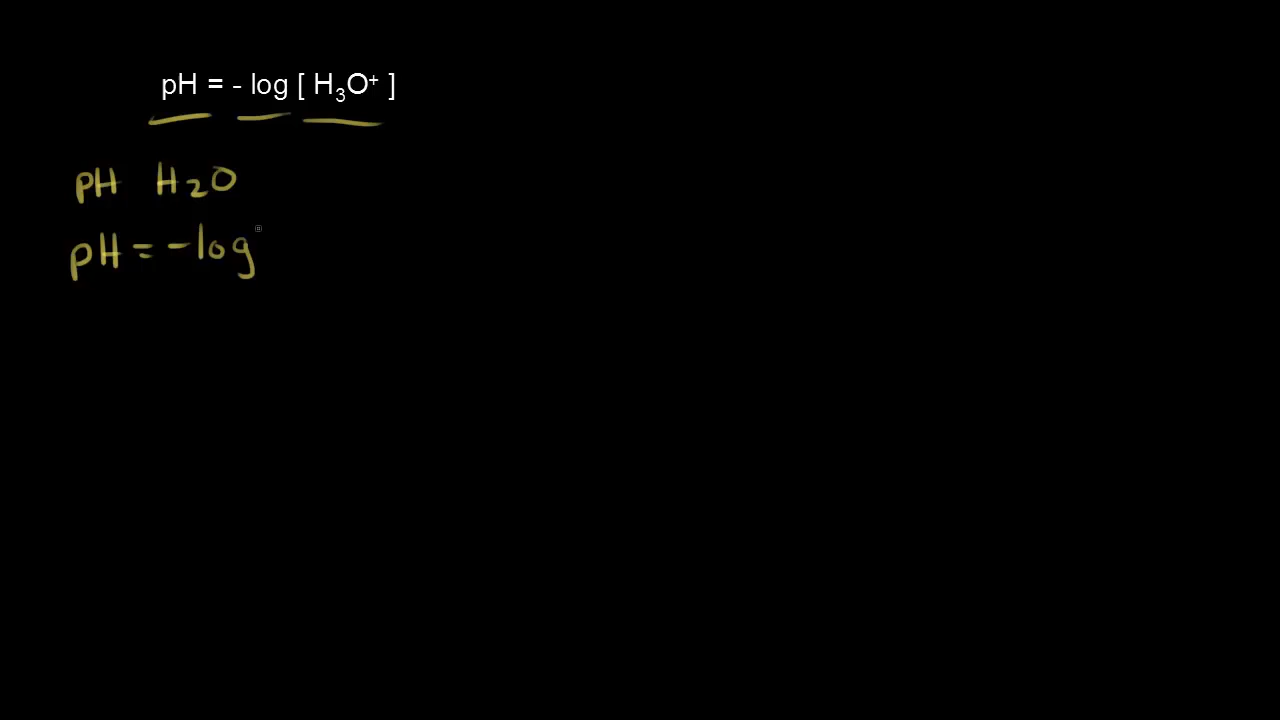 pH = - log [ H₃O⁺ ]
pH H₂O
pH = -log